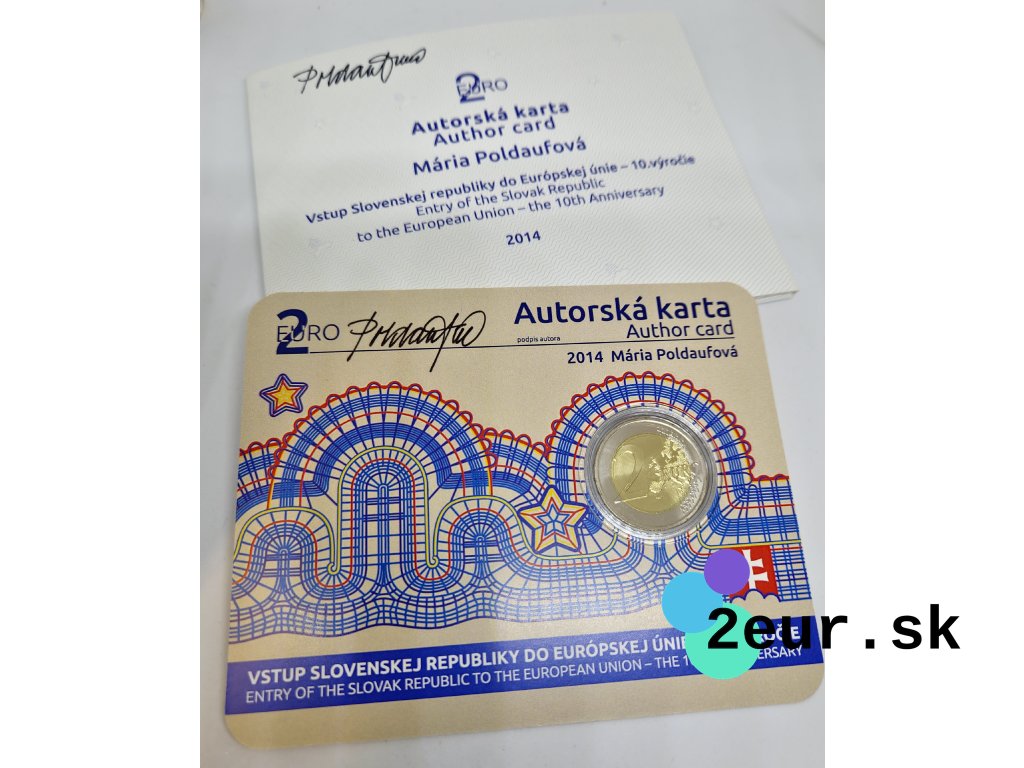 2
EURO
Autorská karta
Author card
Mária Poldaufová
Vstup Slovenskej republiky do Európskej únie – 10.výročie
Entry of the Slovak Republic
to the European Union – the 10th Anniversary
2014
2
EURO
podpis autora
Autorská karta
Author card
2014 Mária Poldaufová
2
2eur.sk
VSTUP SLOVENSKEJ REPUBLIKY DO EURÓPSKEJ ÚNIE
ENTRY OF THE SLOVAK REPUBLIC TO THE EUROPEAN UNION – THE